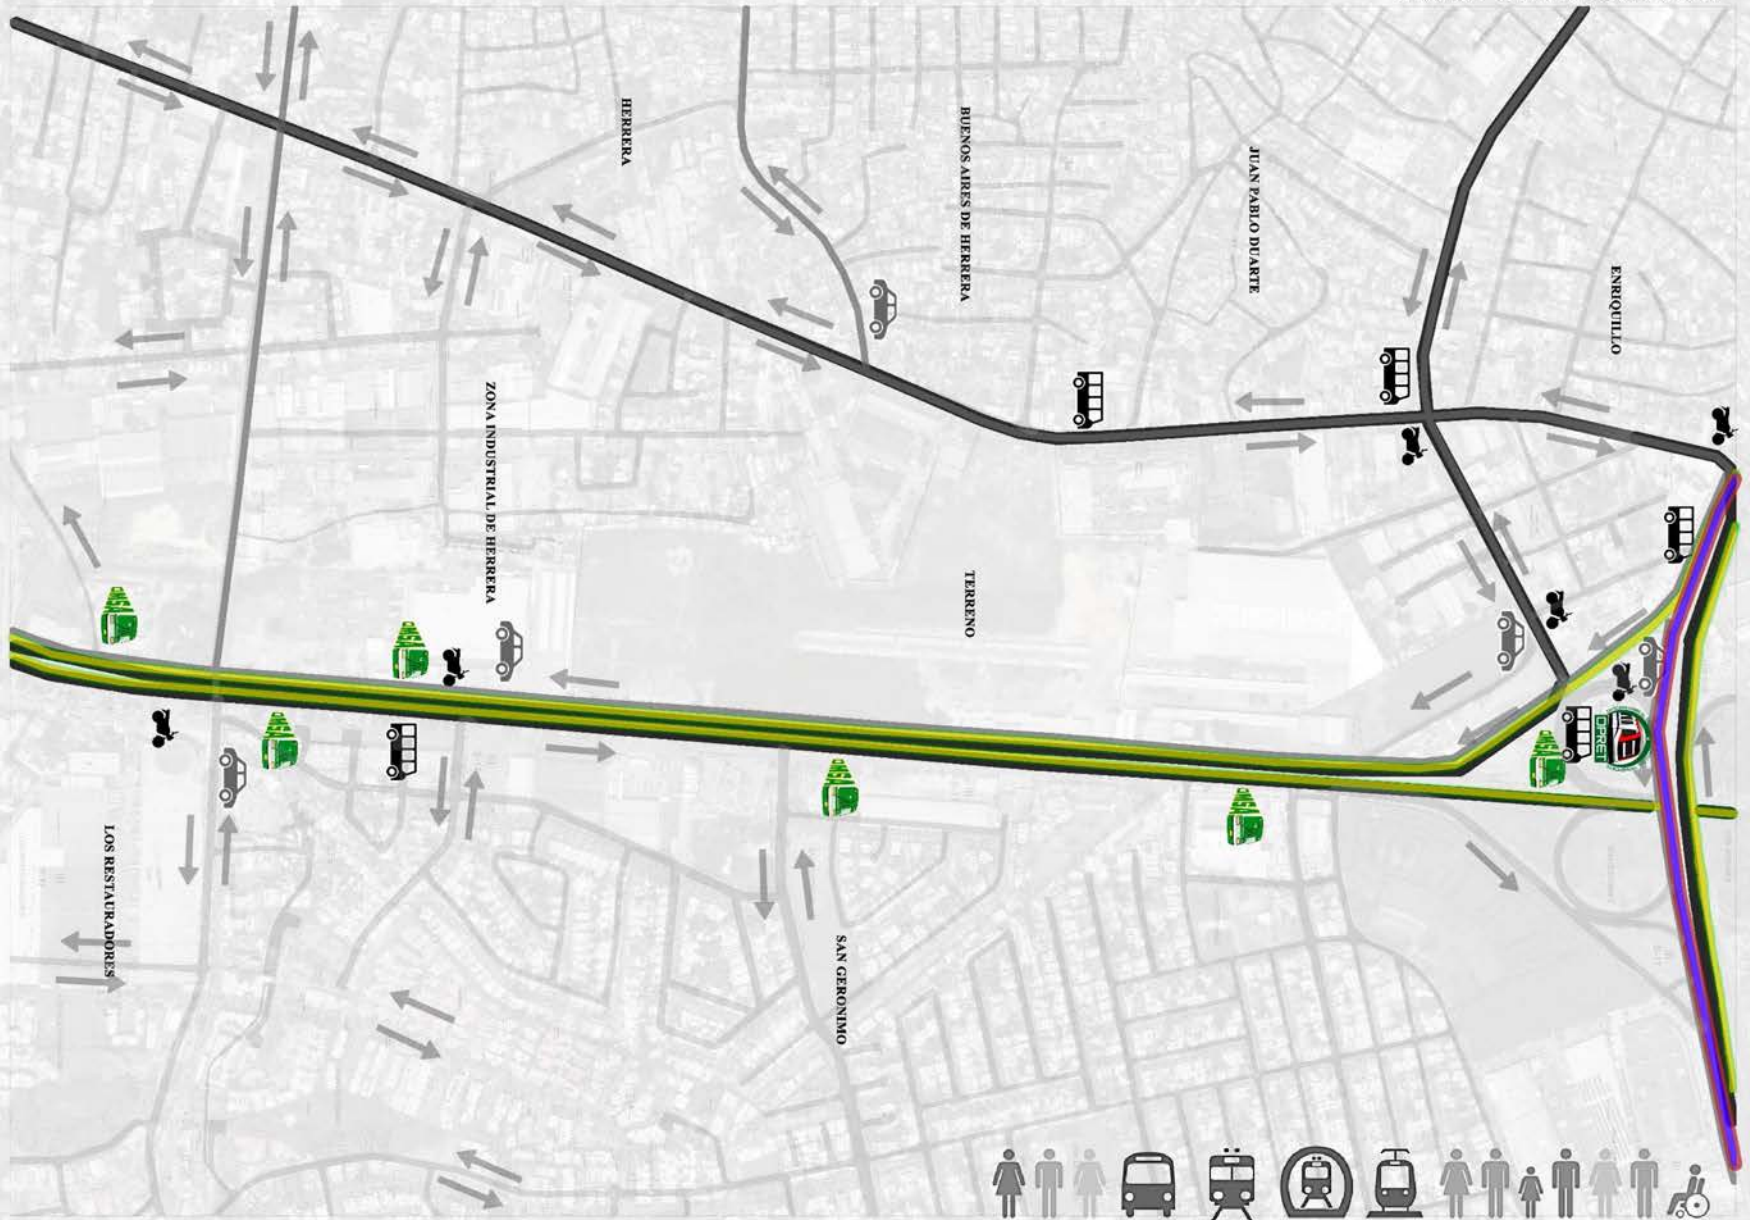 HERRERA
BUENOS AIRES DE HERRERA
JUAN PABLO DUARTE
ENRIQUILLO
ZONA INDUSTRIAL DE HERRERA
TERRENO
OPRET
LOS RESTAURADORES
SAN GERONIMO